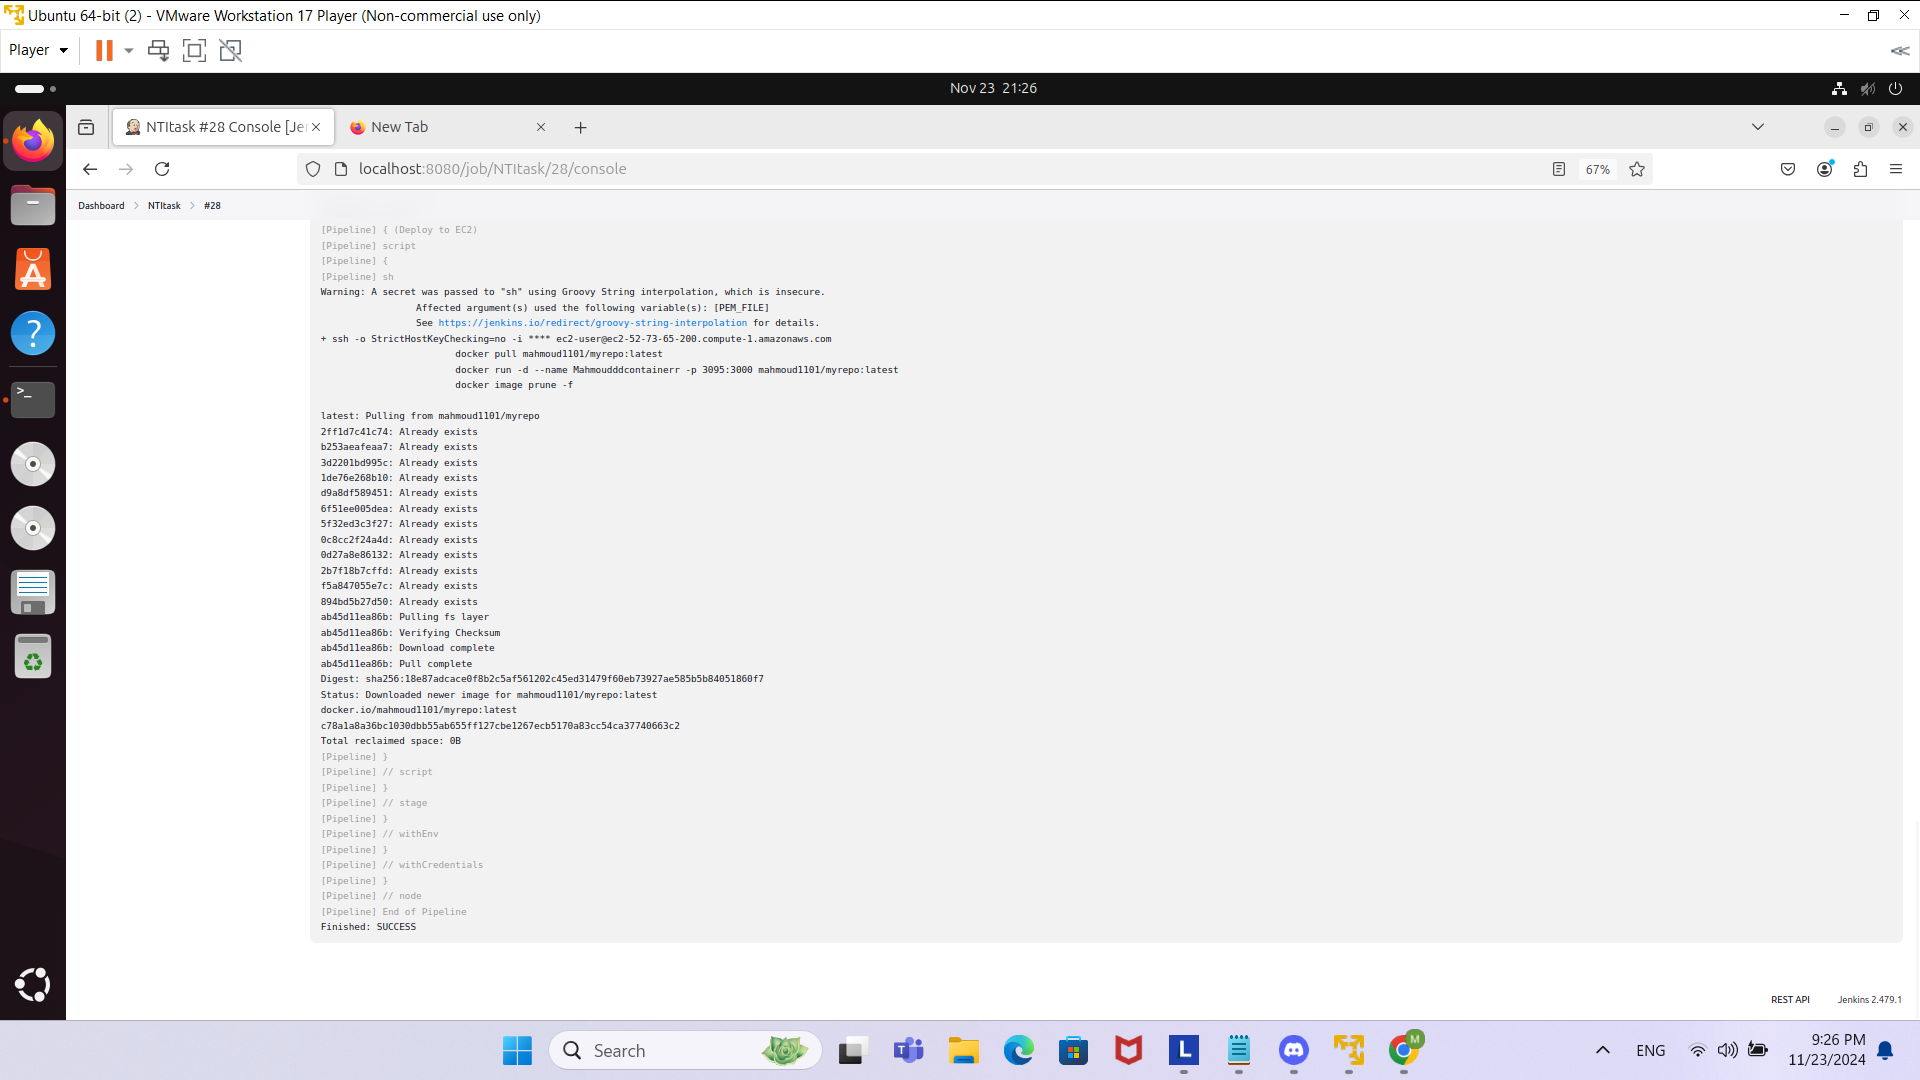 Ubuntu 64-bit (2) - VMware Workstation 17 Player (Non-commercial use only)
Player
Nov 23 21:26
NTItask #28 Console [Je
New Tab
localhost:8080/job/NTItask/28/console
67%
Dashboard
NTItask
#28
[Pipeline] { (Deploy to EC2)
[Pipeline] script
[Pipeline] {
[Pipeline] sh
Warning: A secret was passed to "sh" using Groovy String interpolation, which is insecure.
Affected argument(s) used the following variable(s): [PEM_FILE]
See https://jenkins.io/redirect/groovy-string-interpolation for details.
+ ssh -o StrictHostKeyChecking=no -i **** ec2-user@ec2-52-73-65-200.compute-1.amazonaws.com
docker pull mahmoud1101/myrepo:latest
docker run -d --name Mahmoudddcontainerr -p 3095:3000 mahmoud1101/myrepo:latest
docker image prune -f
latest: Pulling from mahmoud1101/myrepo
2ff1d7c41c74: Already exists
b253aeafeaa7: Already exists
3d2201bd995c: Already exists
1de76e268b10: Already exists
d9a8df589451: Already exists
6f51ee005dea: Already exists
5f32ed3c3f27: Already exists
0c8cc2f24a4d: Already exists
0d27a8e86132: Already exists
2b7f18b7cffd: Already exists
f5a847055e7c: Already exists
894bd5b27d50: Already exists
ab45d11ea86b: Pulling fs layer
ab45d11ea86b: Verifying Checksum
ab45d11ea86b: Download complete
ab45d11ea86b: Pull complete
Digest: sha256:18e87adcace0f8b2c5af561202c45ed31479f60eb73927ae585b5b84051860f7
Status: Downloaded newer image for mahmoud1101/myrepo:latest
docker.io/mahmoud1101/myrepo:latest
c78a1a8a36bc1030dbb55ab655ff127cbe1267ecb5170a83cc54ca37740663c2
Total reclaimed space: 0B
[Pipeline] }
[Pipeline] // script
[Pipeline] }
[Pipeline] // stage
[Pipeline] }
[Pipeline] // withEnv
[Pipeline] }
[Pipeline] // withCredentials
[Pipeline] }
[Pipeline] // node
[Pipeline] End of Pipeline
Finished: SUCCESS
REST API
Jenkins 2.479.1
Search
L
M
ENG
9:26 PM
11/23/2024